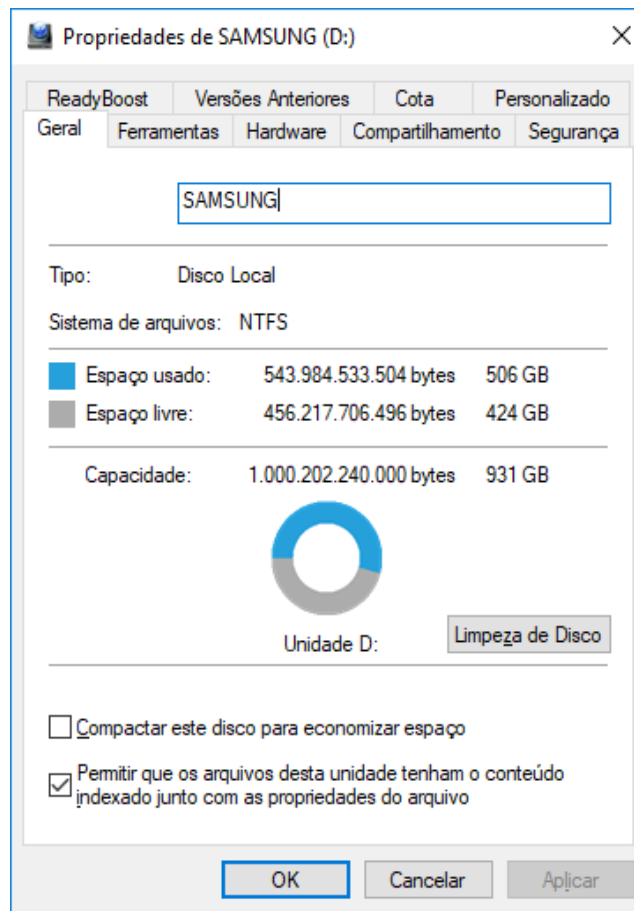 Propriedades de SAMSUNG (D:)
ReadyBoost Versões Anteriores Cota Personalizado
Geral Ferramentas Hardware Compartilhamento Segurança
SAMSUNG
Tipo: Disco Local
Sistema de arquivos: NTFS
Espaço usado: 543.984.533.504 bytes 506 GB
Espaço livre: 456.217.706.496 bytes 424 GB
Capacidade: 1.000.202.240.000 bytes 931 GB
Unidade D: Limpeza de Disco
Compactar este disco para economizar espaço
Permitir que os arquivos desta unidade tenham o conteúdo
indexado junto com as propriedades do arquivo
OK Cancelar Aplicar